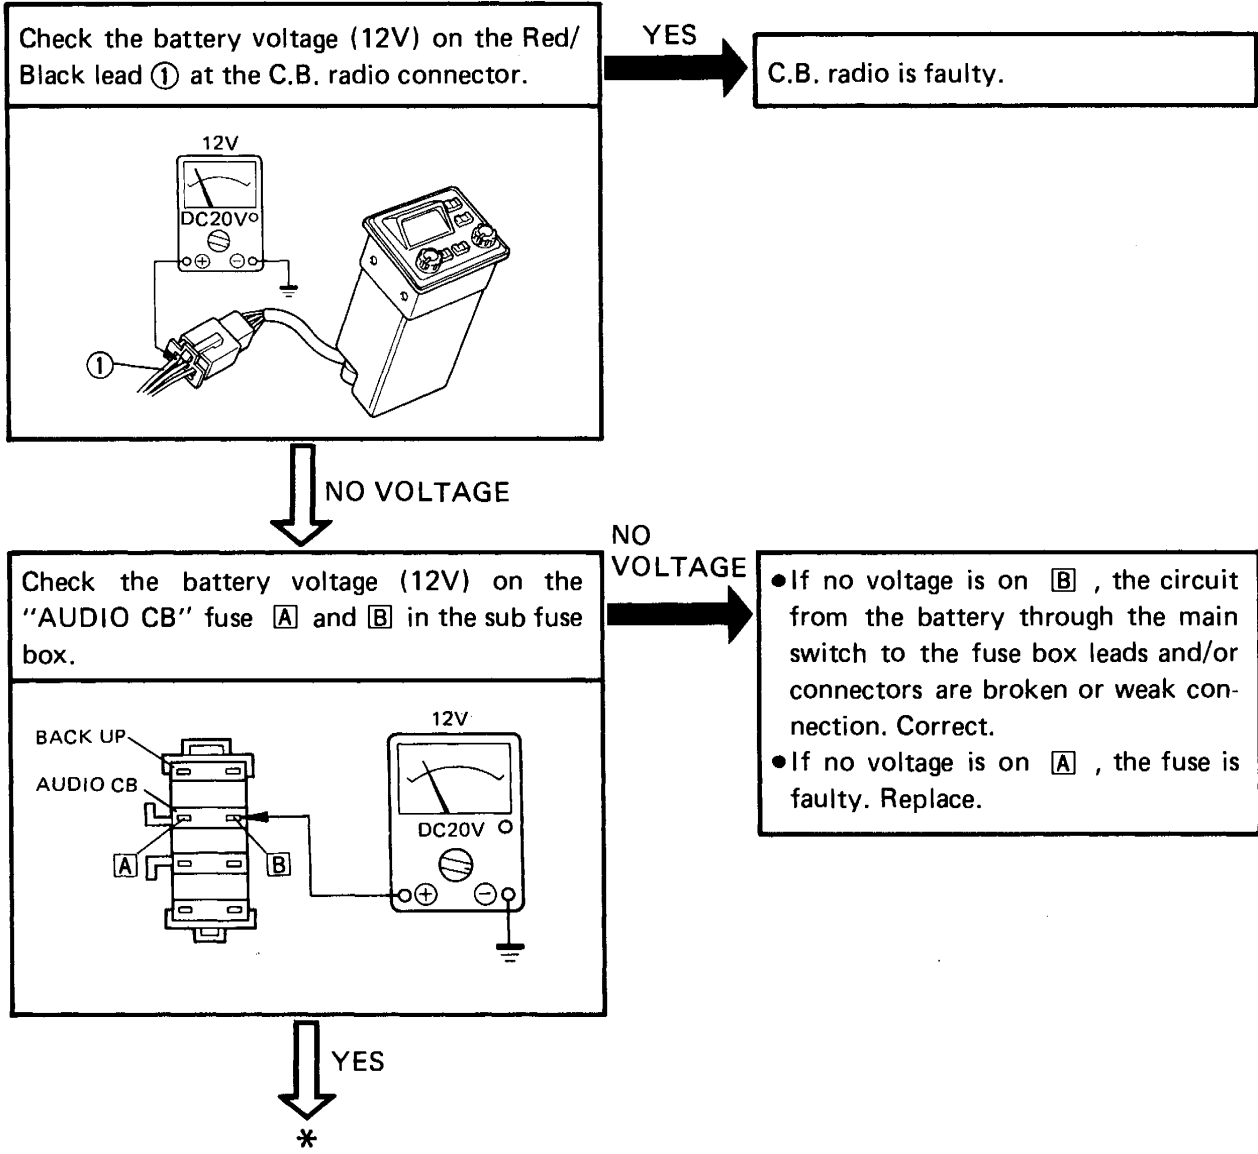 Check the battery voltage (12V) on the Red/
Black lead ① at the C.B. radio connector.
YES
C.B. radio is faulty.
12V
DC20V
⊕ ⊖
①
NO VOLTAGE
Check the battery voltage (12V) on the
"AUDIO CB" fuse A and B in the sub fuse
box.
NO
VOLTAGE
●If no voltage is on B , the circuit
from the battery through the main
switch to the fuse box leads and/or
connectors are broken or weak con-
nection. Correct.
●If no voltage is on A , the fuse is
faulty. Replace.
BACK UP
AUDIO CB
A
B
12V
DC20V
⊕ ⊖
YES
*